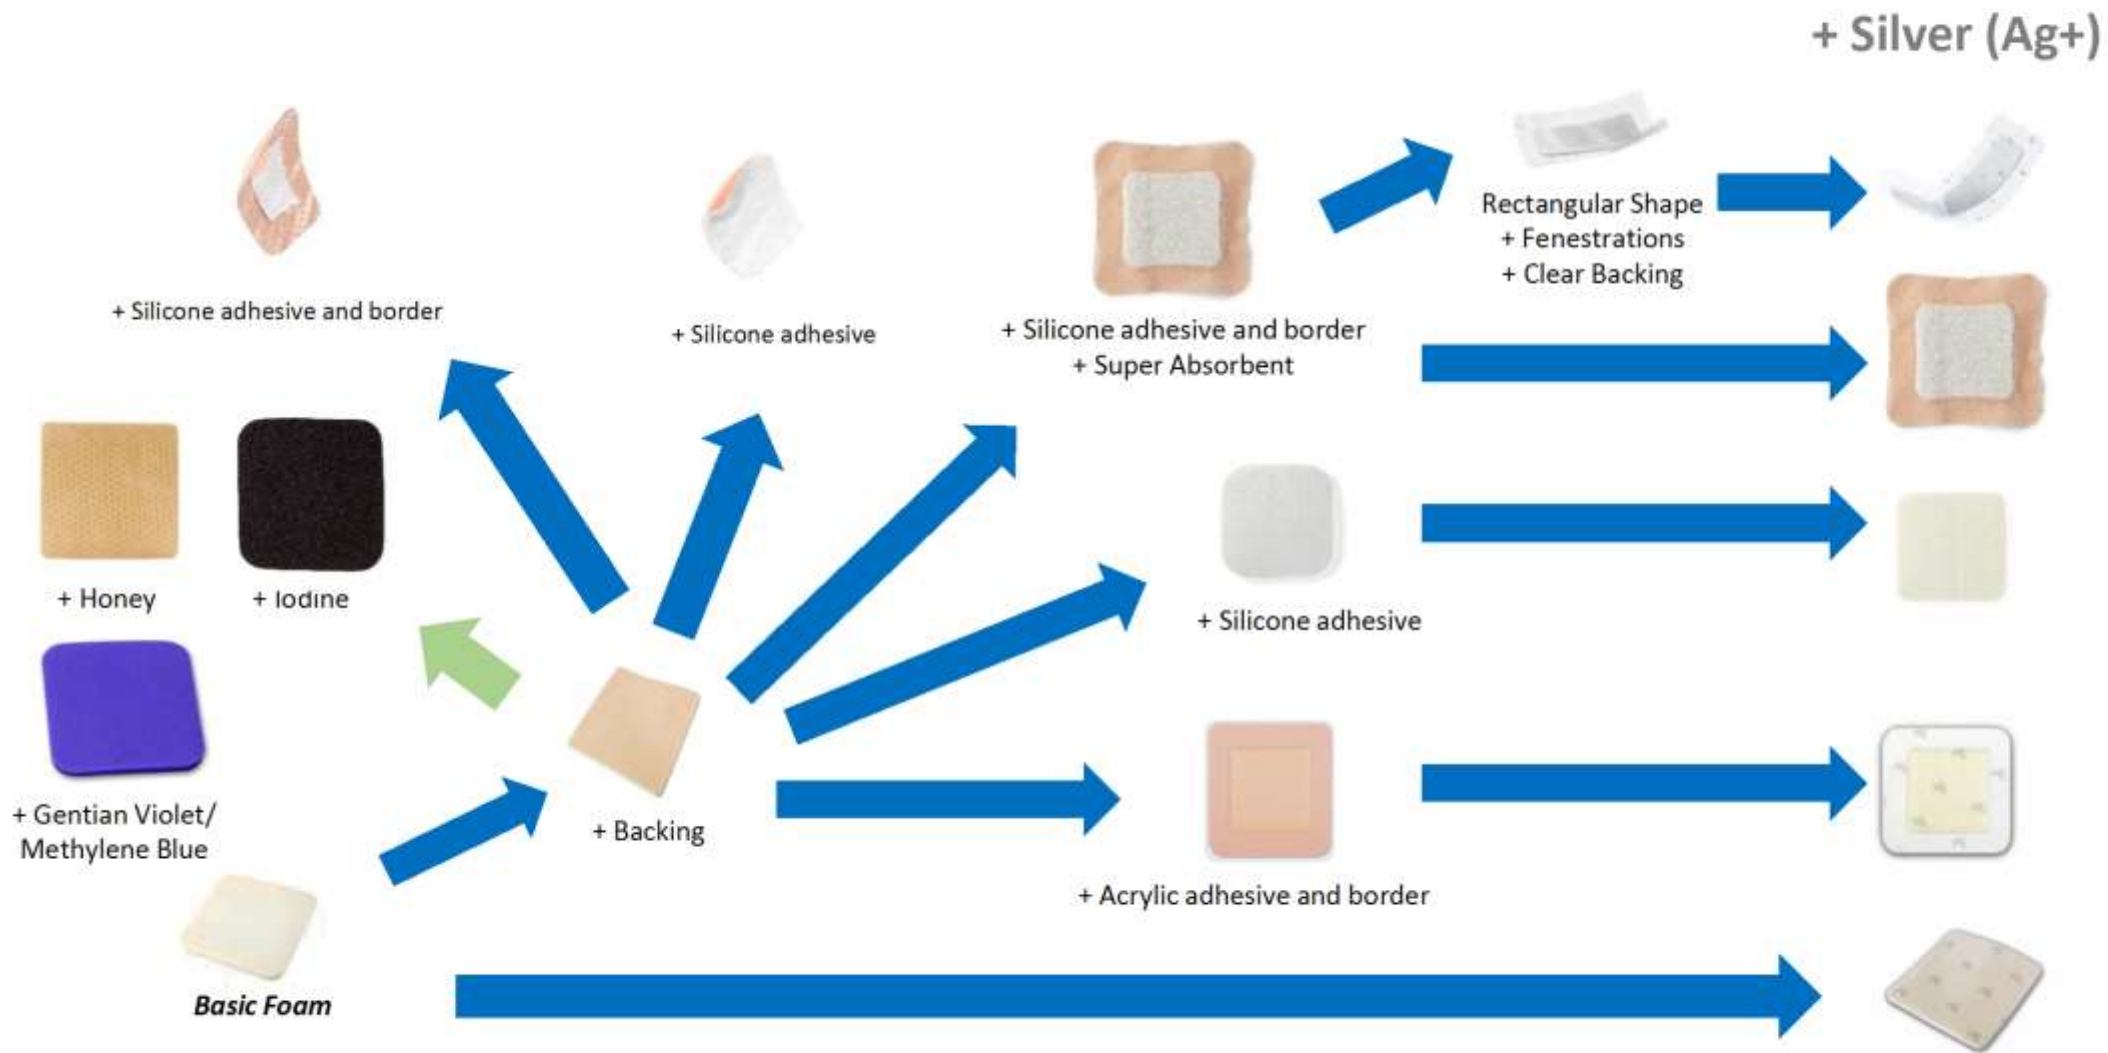 + Silver (Ag+)
Rectangular Shape
+ Fenestrations
+ Clear Backing
+ Silicone adhesive and border
+ Silicone adhesive
+ Silicone adhesive and border
+ Super Absorbent
+ Honey
+ Iodine
+ Silicone adhesive
+ Gentian Violet/
Methylene Blue
+ Backing
+ Acrylic adhesive and border
Basic Foam